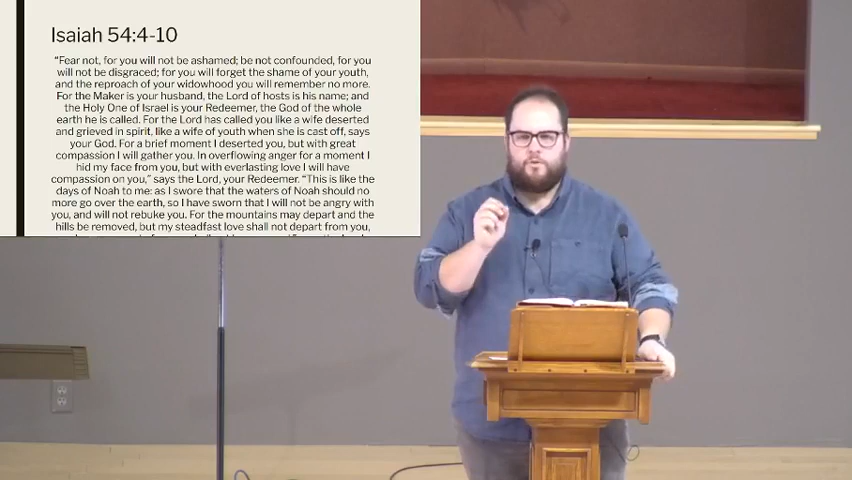 Isaiah 54:4-10
“Fear not, for you will not be ashamed; be not confounded, for you
will not be disgraced; for you will forget the shame of your youth,
and the reproach of your widowhood you will remember no more.
For the Maker is your husband, the Lord of hosts is his name; and
the Holy One of Israel is your Redeemer, the God of the whole
earth he is called. For the Lord has called you like a wife deserted
and grieved in spirit, like a wife of youth when she is cast off, says
your God. For a brief moment I deserted you, but with great
compassion I will gather you. In overflowing anger for a moment I
hid my face from you, but with everlasting love I will have
compassion on you,” says the Lord, your Redeemer. “This is like the
days of Noah to me: as I swore that the waters of Noah should no
more go over the earth, so I have sworn that I will not be angry with
you, and will not rebuke you. For the mountains may depart and the
hills be removed, but my steadfast love shall not depart from you,